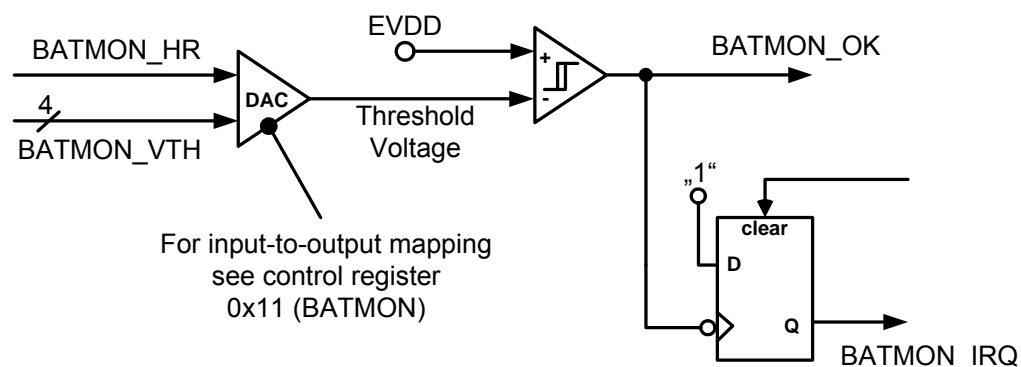 BATMON_HR
EVDD
BATMON_OK
DAC
+
-
4
BATMON_VTH
Threshold
Voltage
„1“
clear
D
Q
For input-to-output mapping
see control register
0x11 (BATMON)
BATMON_IRQ